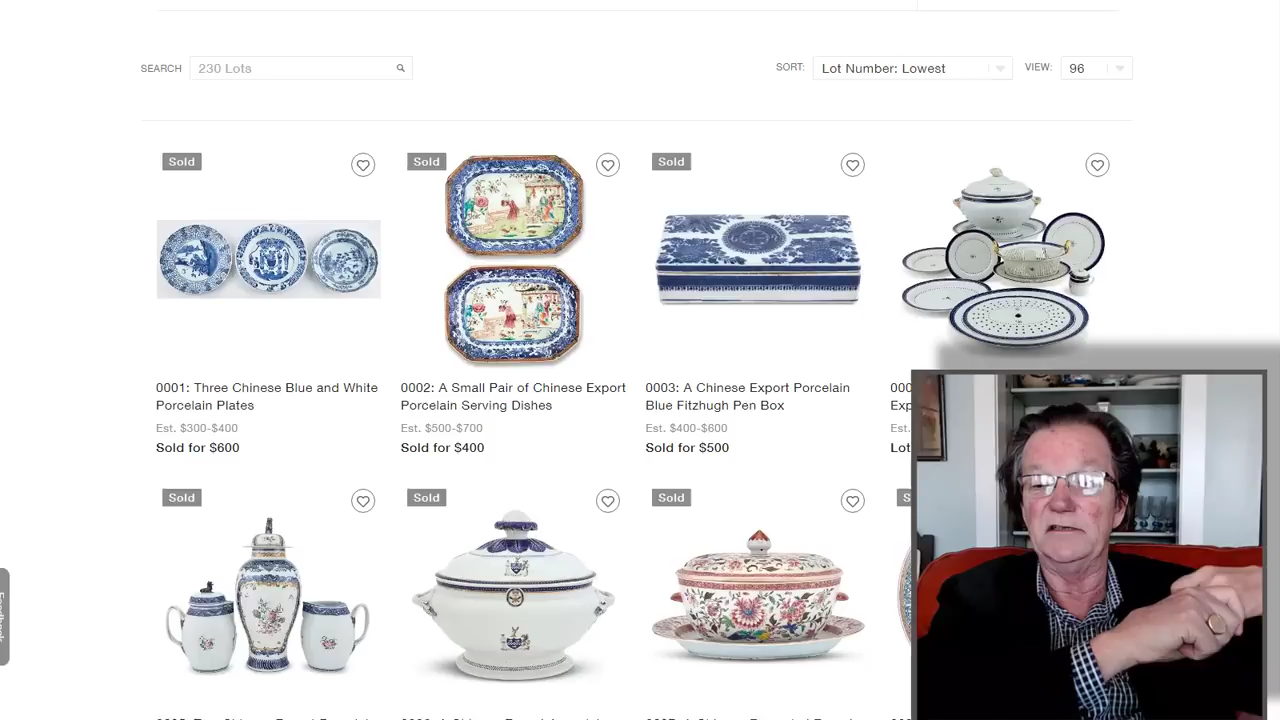 SEARCH 230 Lots SORT: Lot Number: Lowest VIEW: 96
Sold Sold Sold
0001: Three Chinese Blue and White
Porcelain Plates
Est. $300-$400
Sold for $600
0002: A Small Pair of Chinese Export
Porcelain Serving Dishes
Est. $500-$700
Sold for $400
0003: A Chinese Export Porcelain
Blue Fitzhugh Pen Box
Est. $400-$600
Sold for $500
Est.
Sold Sold Sold
Feedback